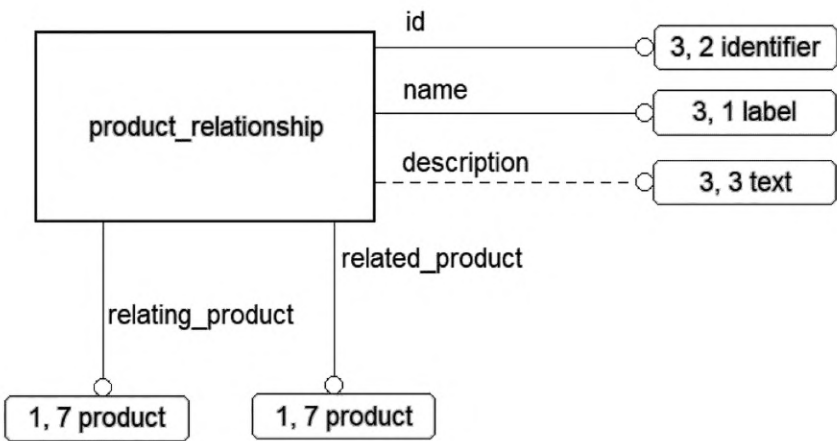 id
3, 2 identifier
name
3, 1 label
product_relationship
description
3, 3 text
related_product
relating_product
1, 7 product
1, 7 product